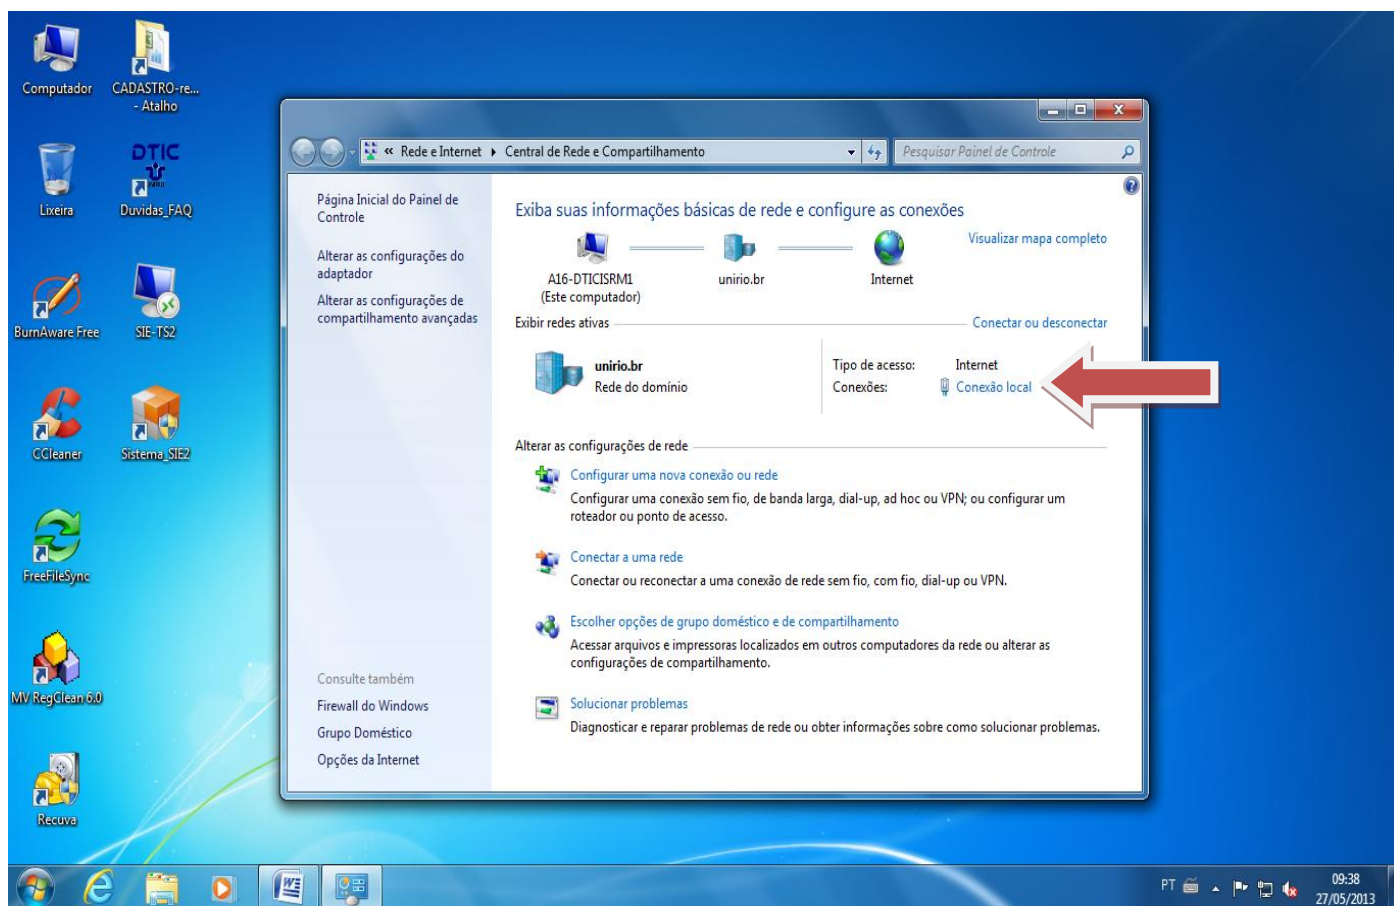 Computador
CADASTRO-re...
- Atalho
Lixeira
DTIC
Duvidas_FAQ
BurnAware Free
SIE-TS2
CCleaner
Sistema_SIE2
FreeFileSync
MV RegClean 6.0
Recuva
« Rede e Internet
Central de Rede e Compartilhamento
Pesquisar Painel de Controle
Página Inicial do Painel de
Controle
Alterar as configurações do
adaptador
Alterar as configurações de
compartilhamento avançadas
Consulte também
Firewall do Windows
Grupo Doméstico
Opções da Internet
Exiba suas informações básicas de rede e configure as conexões
Visualizar mapa completo
A16-DTICISRM1
(Este computador)
unirio.br
Internet
Exibir redes ativas
Conectar ou desconectar
unirio.br
Rede do domínio
Tipo de acesso: Internet
Conexões: Conexão local
Alterar as configurações de rede
Configurar uma nova conexão ou rede
Configurar uma conexão sem fio, de banda larga, dial-up, ad hoc ou VPN; ou configurar um
roteador ou ponto de acesso.
Conectar a uma rede
Conectar ou reconectar a uma conexão de rede sem fio, com fio, dial-up ou VPN.
Escolher opções de grupo doméstico e de compartilhamento
Acessar arquivos e impressoras localizados em outros computadores da rede ou alterar as
configurações de compartilhamento.
Solucionar problemas
Diagnosticar e reparar problemas de rede ou obter informações sobre como solucionar problemas.
PT
09:38
27/05/2013